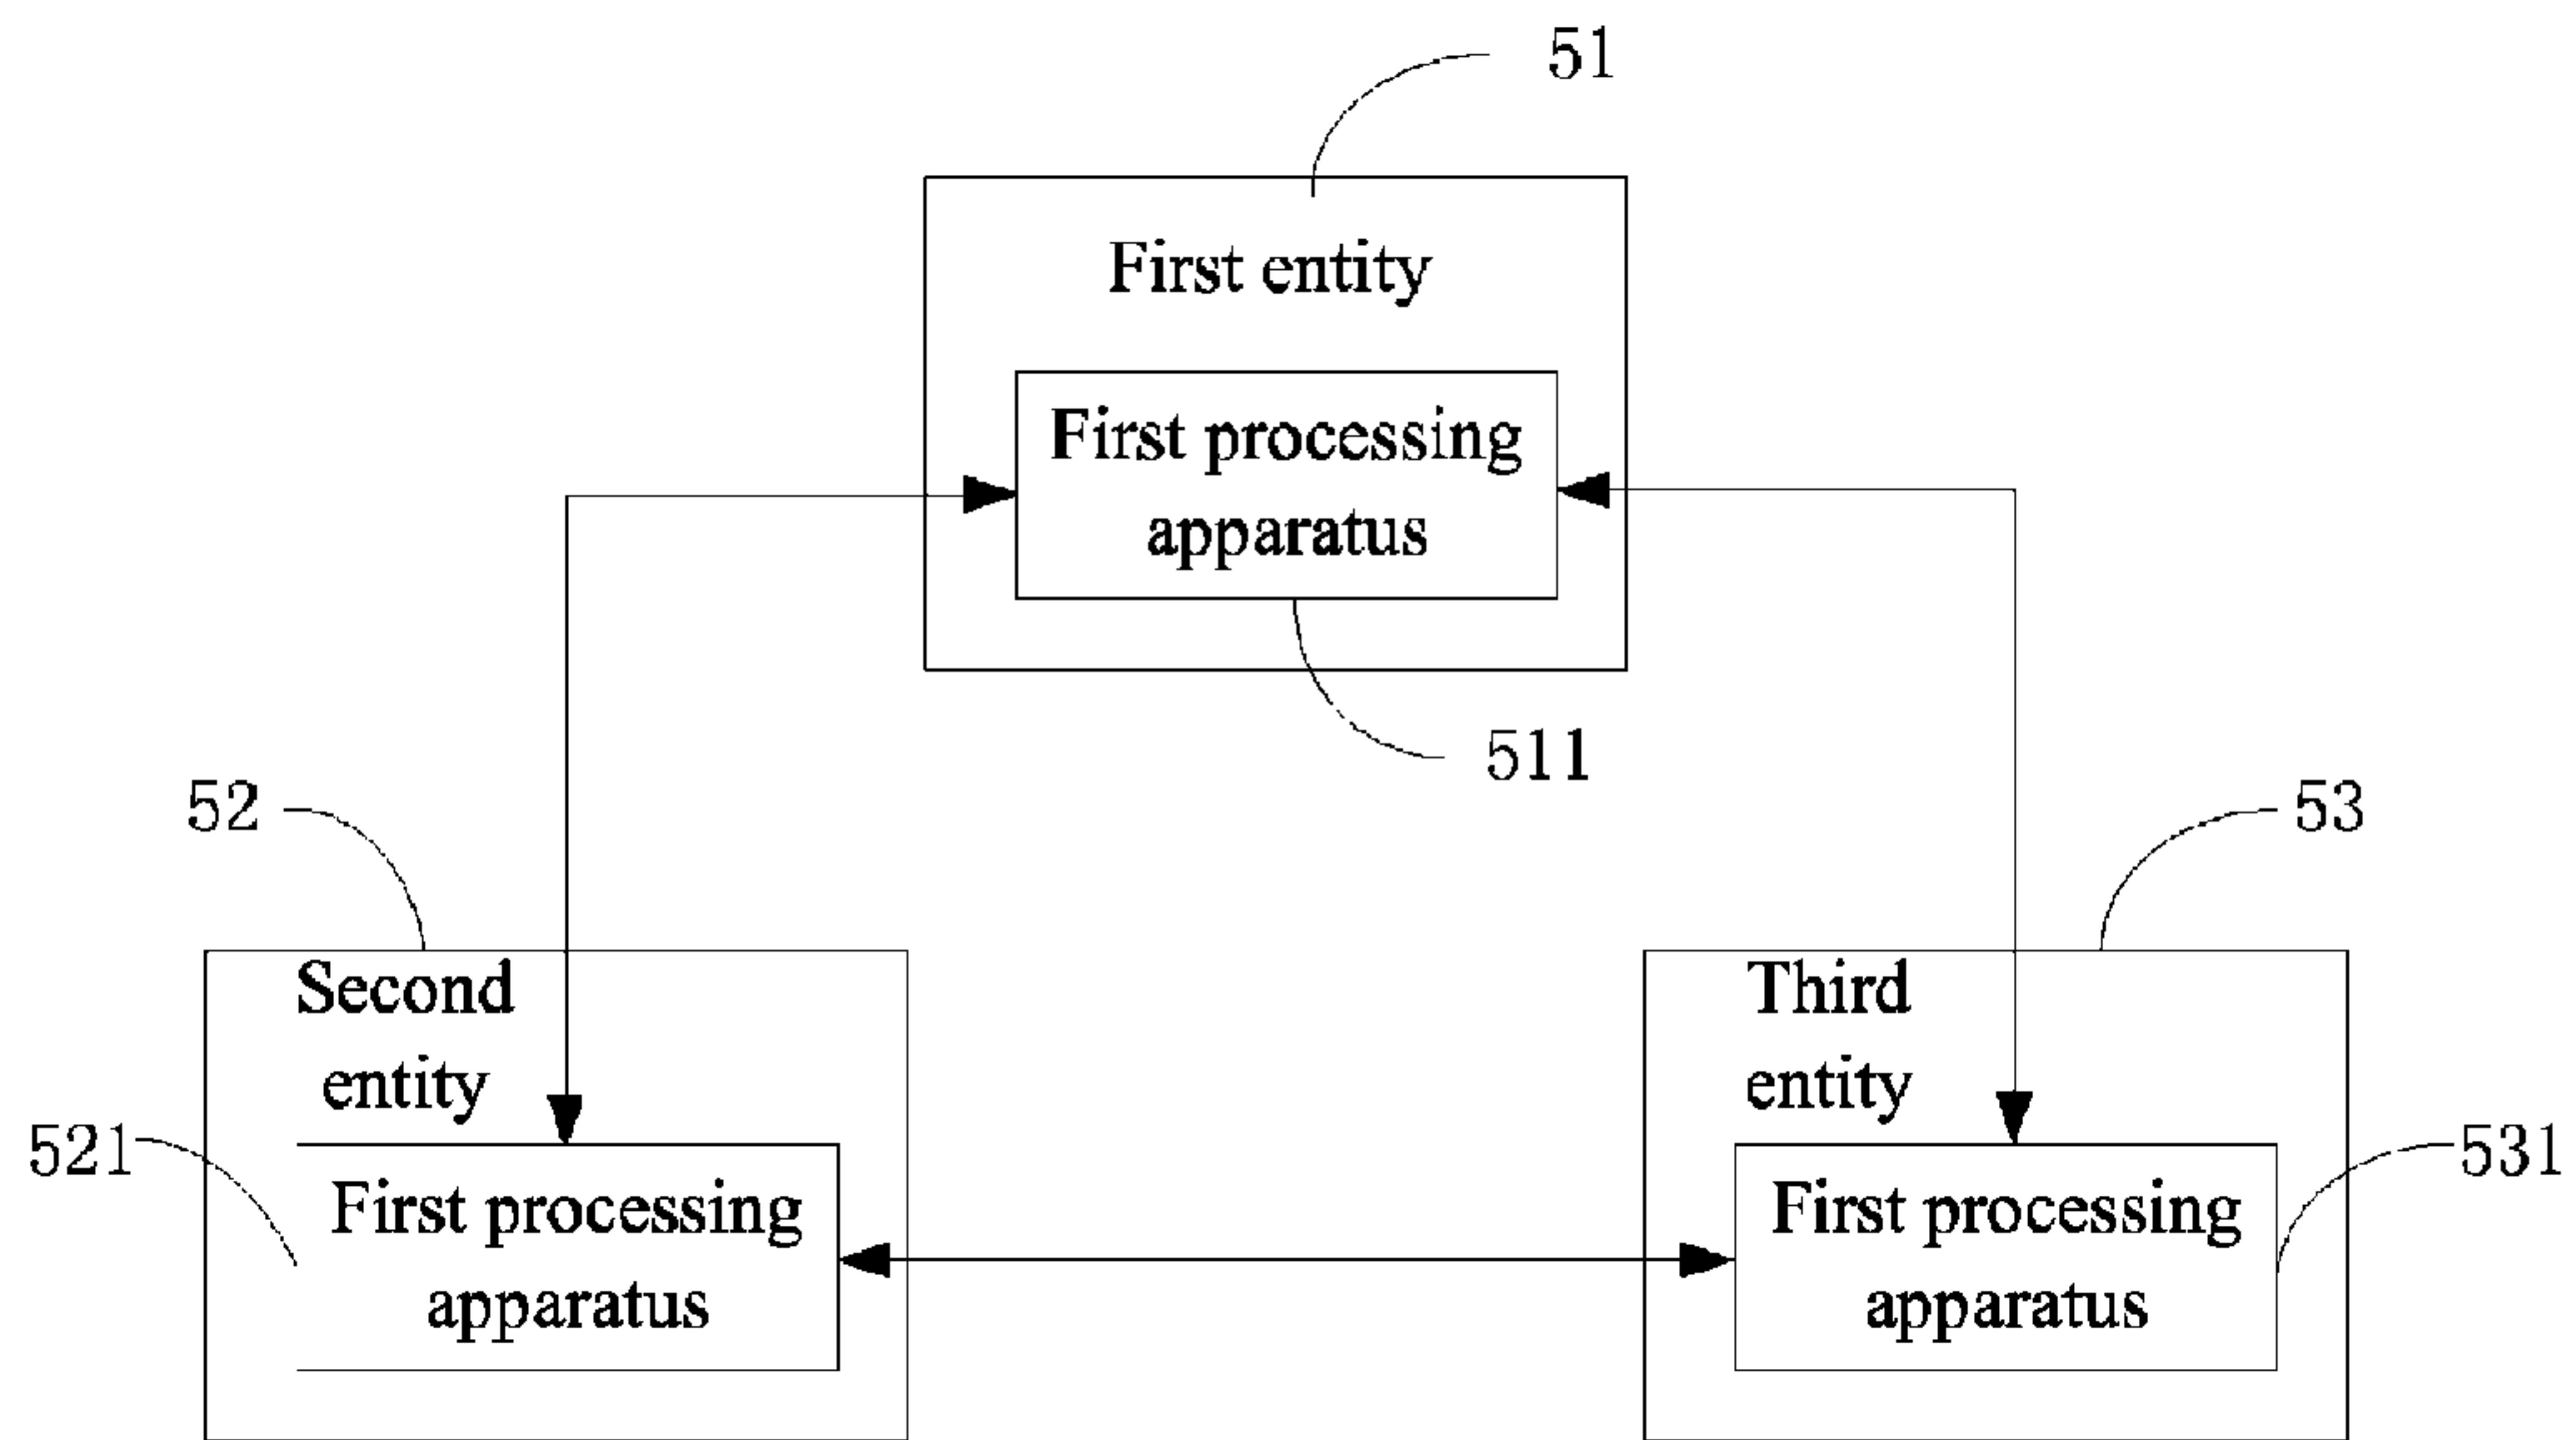 51
First entity
First processing
apparatus
511
52
53
Second
entity
Third
entity
521
531
First processing
apparatus
First processing
apparatus